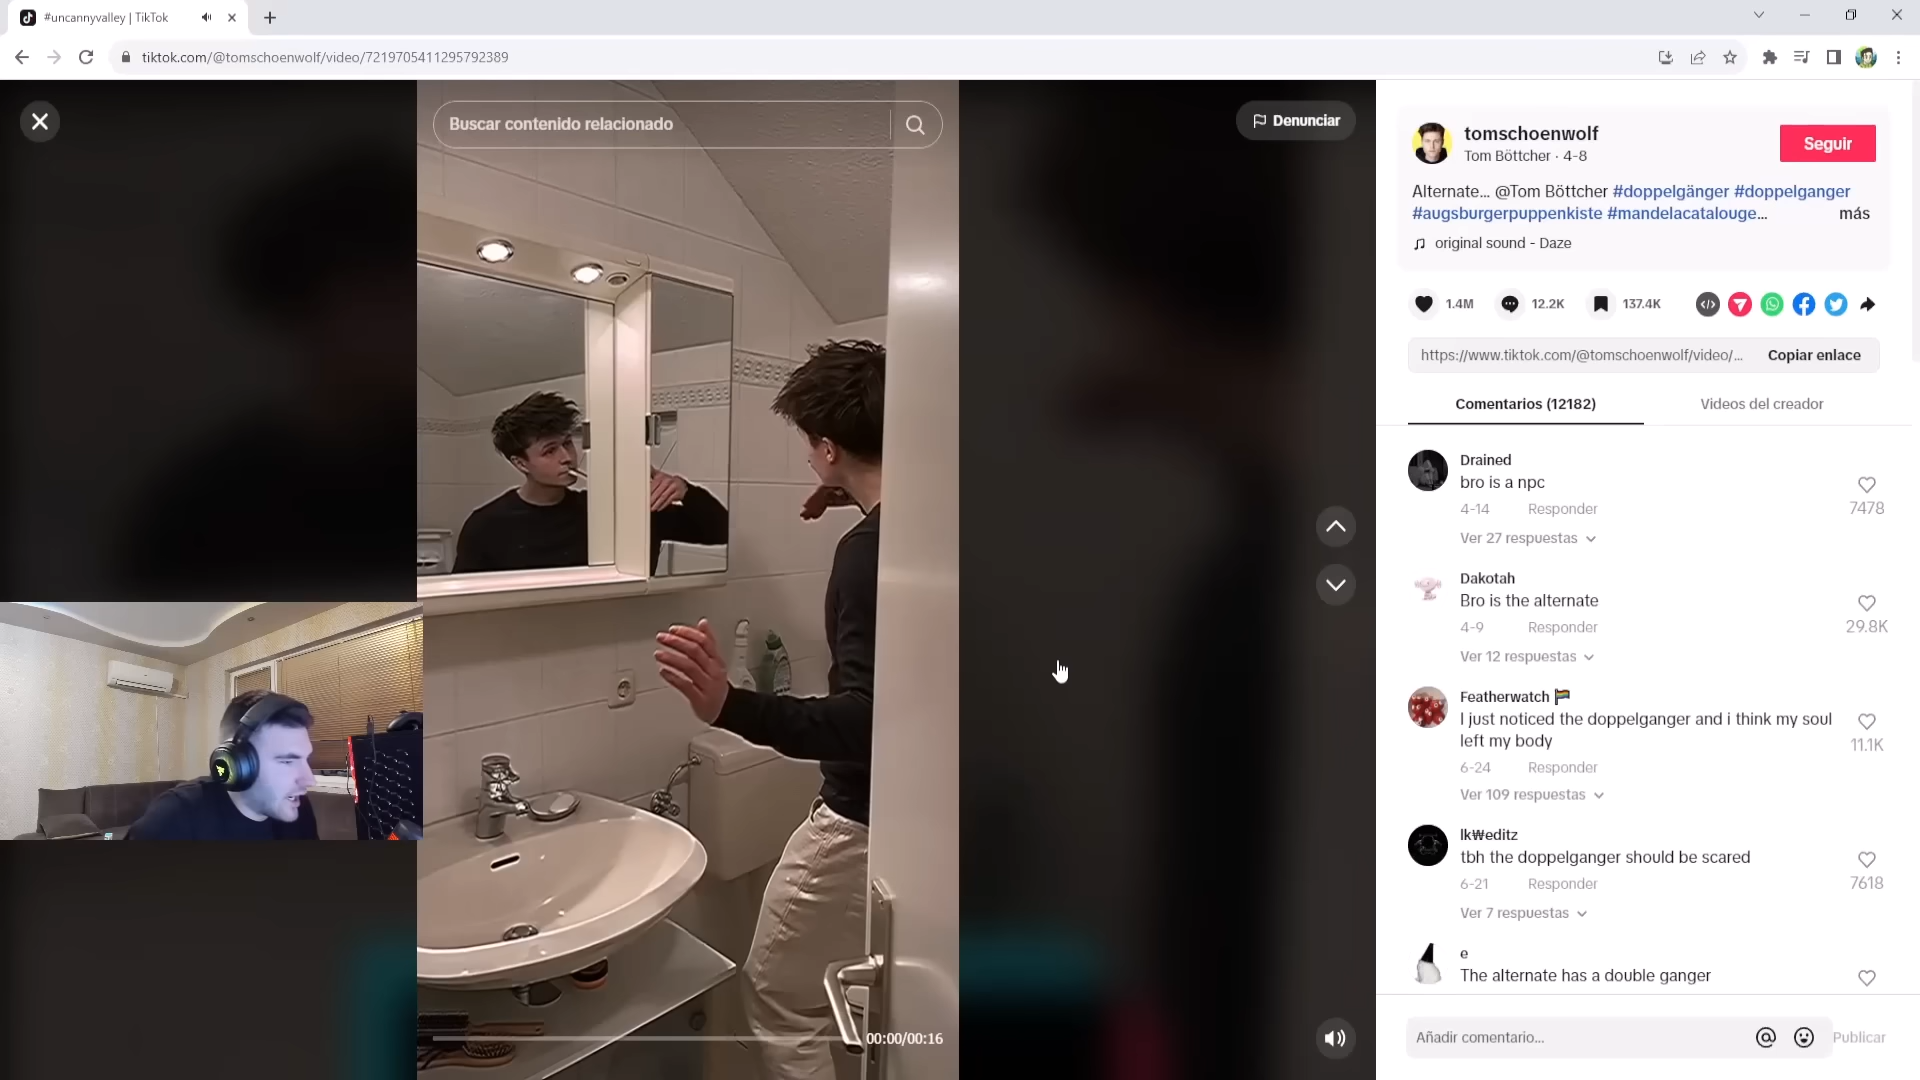 #uncannyvalley | TikTok
tiktok.com/@tomschoenwolf/video/7219705411295792389
Buscar contenido relacionado
Denunciar
00:00/00:16
tomschoenwolf
Tom Böttcher · 4-8
Seguir
Alternate... @Tom Böttcher #doppelgänger #doppelganger
#augsburgerpuppenkiste #mandelacatalouge...
más
original sound - Daze
1.4M
12.2K
137.4K
https://www.tiktok.com/@tomschoenwolf/video/...
Copiar enlace
Comentarios (12182)
Videos del creador
Drained
bro is a npc
4-14 Responder
7478
Ver 27 respuestas
Dakotah
Bro is the alternate
4-9 Responder
29.8K
Ver 12 respuestas
Featherwatch 🏳️‍🌈
I just noticed the doppelganger and i think my soul
left my body
6-24 Responder
11.1K
Ver 109 respuestas
lk₩editz
tbh the doppelganger should be scared
6-21 Responder
7618
Ver 7 respuestas
e
The alternate has a double ganger
Añadir comentario...
Publicar